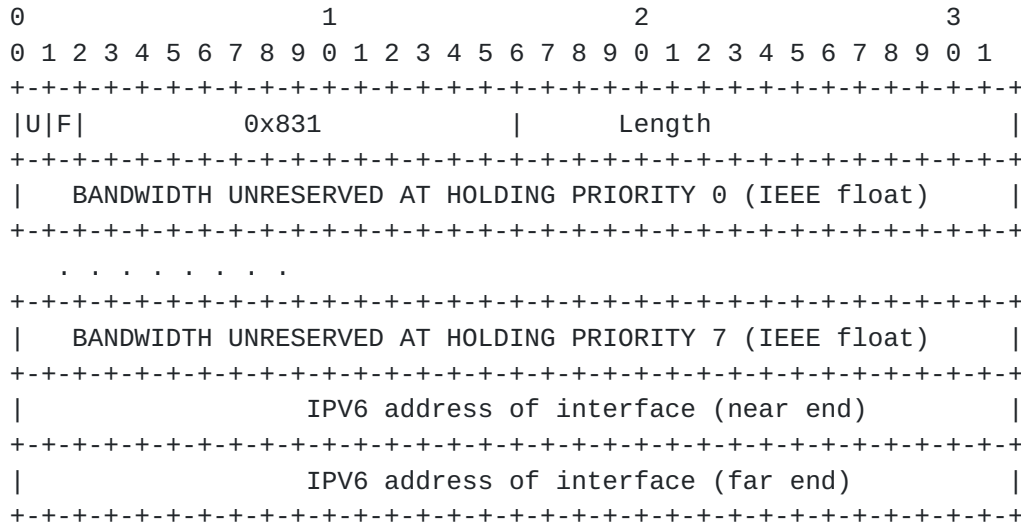 0                   1                   2                   3
0 1 2 3 4 5 6 7 8 9 0 1 2 3 4 5 6 7 8 9 0 1 2 3 4 5 6 7 8 9 0 1
+-+-+-+-+-+-+-+-+-+-+-+-+-+-+-+-+-+-+-+-+-+-+-+-+-+-+-+-+-+-+-+-+
|U|F|          0x831            |      Length                   |
+-+-+-+-+-+-+-+-+-+-+-+-+-+-+-+-+-+-+-+-+-+-+-+-+-+-+-+-+-+-+-+-+
|   BANDWIDTH UNRESERVED AT HOLDING PRIORITY 0 (IEEE float)     |
+-+-+-+-+-+-+-+-+-+-+-+-+-+-+-+-+-+-+-+-+-+-+-+-+-+-+-+-+-+-+-+-+
   . . . . . . . .
+-+-+-+-+-+-+-+-+-+-+-+-+-+-+-+-+-+-+-+-+-+-+-+-+-+-+-+-+-+-+-+-+
|   BANDWIDTH UNRESERVED AT HOLDING PRIORITY 7 (IEEE float)     |
+-+-+-+-+-+-+-+-+-+-+-+-+-+-+-+-+-+-+-+-+-+-+-+-+-+-+-+-+-+-+-+-+
|                  IPV6 address of interface (near end)         |
+-+-+-+-+-+-+-+-+-+-+-+-+-+-+-+-+-+-+-+-+-+-+-+-+-+-+-+-+-+-+-+-+
|                  IPV6 address of interface (far end)          |
+-+-+-+-+-+-+-+-+-+-+-+-+-+-+-+-+-+-+-+-+-+-+-+-+-+-+-+-+-+-+-+-+